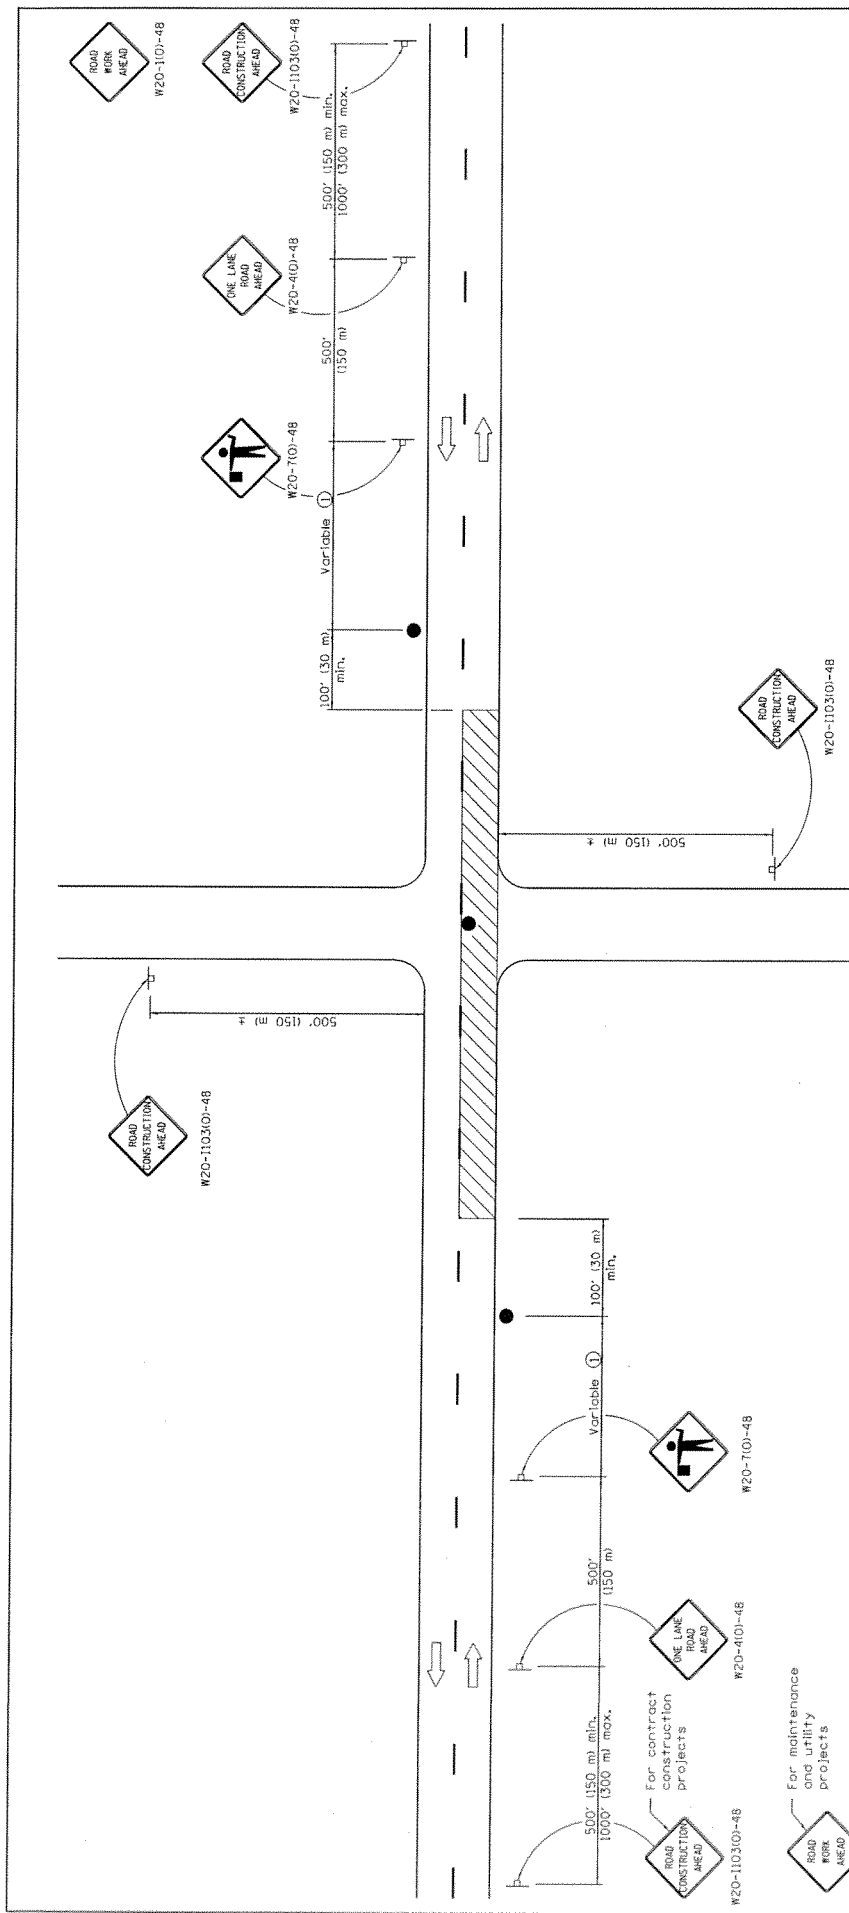 ROAD
CONSTRUCTION
AHEAD
W20-I103(O)-48
500' (150 m) ±
ROAD
WORK
AHEAD
W20-1(O)-48
ROAD
CONSTRUCTION
AHEAD
W20-I103(O)-48
ONE LANE
ROAD
AHEAD
W20-4(O)-48
W20-7(O)-48
100' (30 m)
min.
Variable ①
500'
(150 m)
500' (150 m) min.
1000' (300 m) max.
500' (150 m) min.
1000' (300 m) max.
500'
(150 m)
Variable ①
100' (30 m)
min.
500' (150 m) ±
For contract
construction
projects
ROAD
CONSTRUCTION
AHEAD
W20-I103(O)-48
ONE LANE
ROAD
AHEAD
W20-4(O)-48
W20-7(O)-48
ROAD
CONSTRUCTION
AHEAD
W20-I103(O)-48
For maintenance
and utility
projects
ROAD
WORK
AHEAD